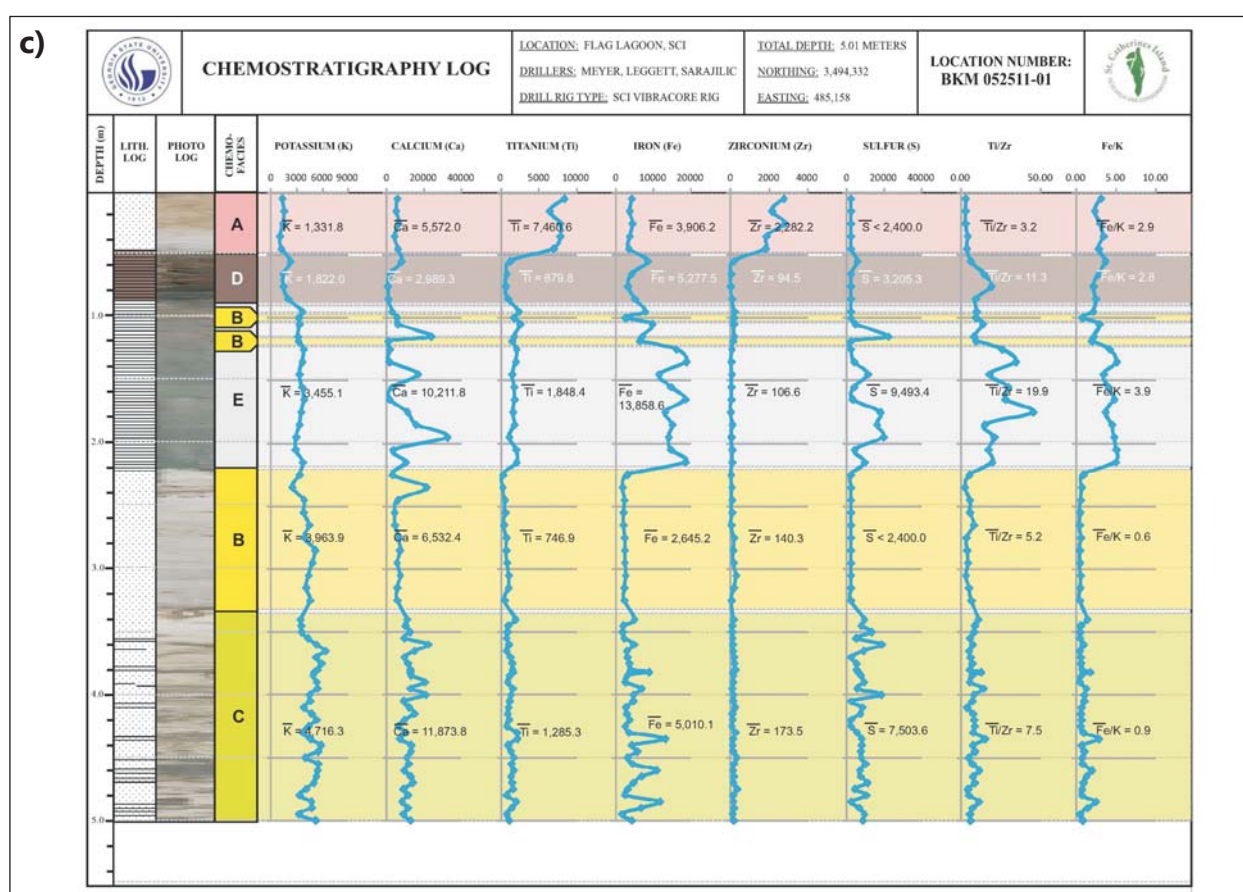 c)
GEORGIA STATE UNIVERSITY
1913
CHEMOSTRATIGRAPHY LOG
LOCATION: FLAG LAGOON, SCI
DRILLERS: MEYER, LEGGETT, SARAJILIC
DRILL RIG TYPE: SCI VIBRACORE RIG
TOTAL DEPTH: 5.01 METERS
NORTHING: 3,494,332
EASTING: 485,158
LOCATION NUMBER:
BKM 052511-01
St. Catherines Island
DEPTH (m)
LITH. LOG
PHOTO LOG
CHEMO-FACIES
POTASSIUM (K)
CALCIUM (Ca)
TITANIUM (Ti)
IRON (Fe)
ZIRCONIUM (Zr)
SULFUR (S)
Ti/Zr
Fe/K
0 3000 6000 9000
0 20000 40000
0 5000 10000
0 10000 20000
0 2000 4000
0 20000 40000
0.00 50.00
0.00 5.00 10.00
A
K = 1,331.8
Ca = 5,572.0
Ti = 7,460.6
Fe = 3,906.2
Zr = 2,282.2
S < 2,400.0
Ti/Zr = 3.2
Fe/K = 2.9
D
K = 1,822.0
Ca = 2,989.3
Ti = 879.8
Fe = 5,277.5
Zr = 94.5
S = 3,205.3
Ti/Zr = 11.3
Fe/K = 2.8
1.0
B
B
E
K = 3,455.1
Ca = 10,211.8
Ti = 1,848.4
Fe =
13,858.6
Zr = 106.6
S = 9,493.4
Ti/Zr = 19.9
Fe/K = 3.9
2.0
B
K = 3,963.9
Ca = 6,532.4
Ti = 746.9
Fe = 2,645.2
Zr = 140.3
S < 2,400.0
Ti/Zr = 5.2
Fe/K = 0.6
3.0
4.0
C
K = 4,716.3
Ca = 11,873.8
Ti = 1,285.3
Fe = 5,010.1
Zr = 173.5
S = 7,503.6
Ti/Zr = 7.5
Fe/K = 0.9
5.0